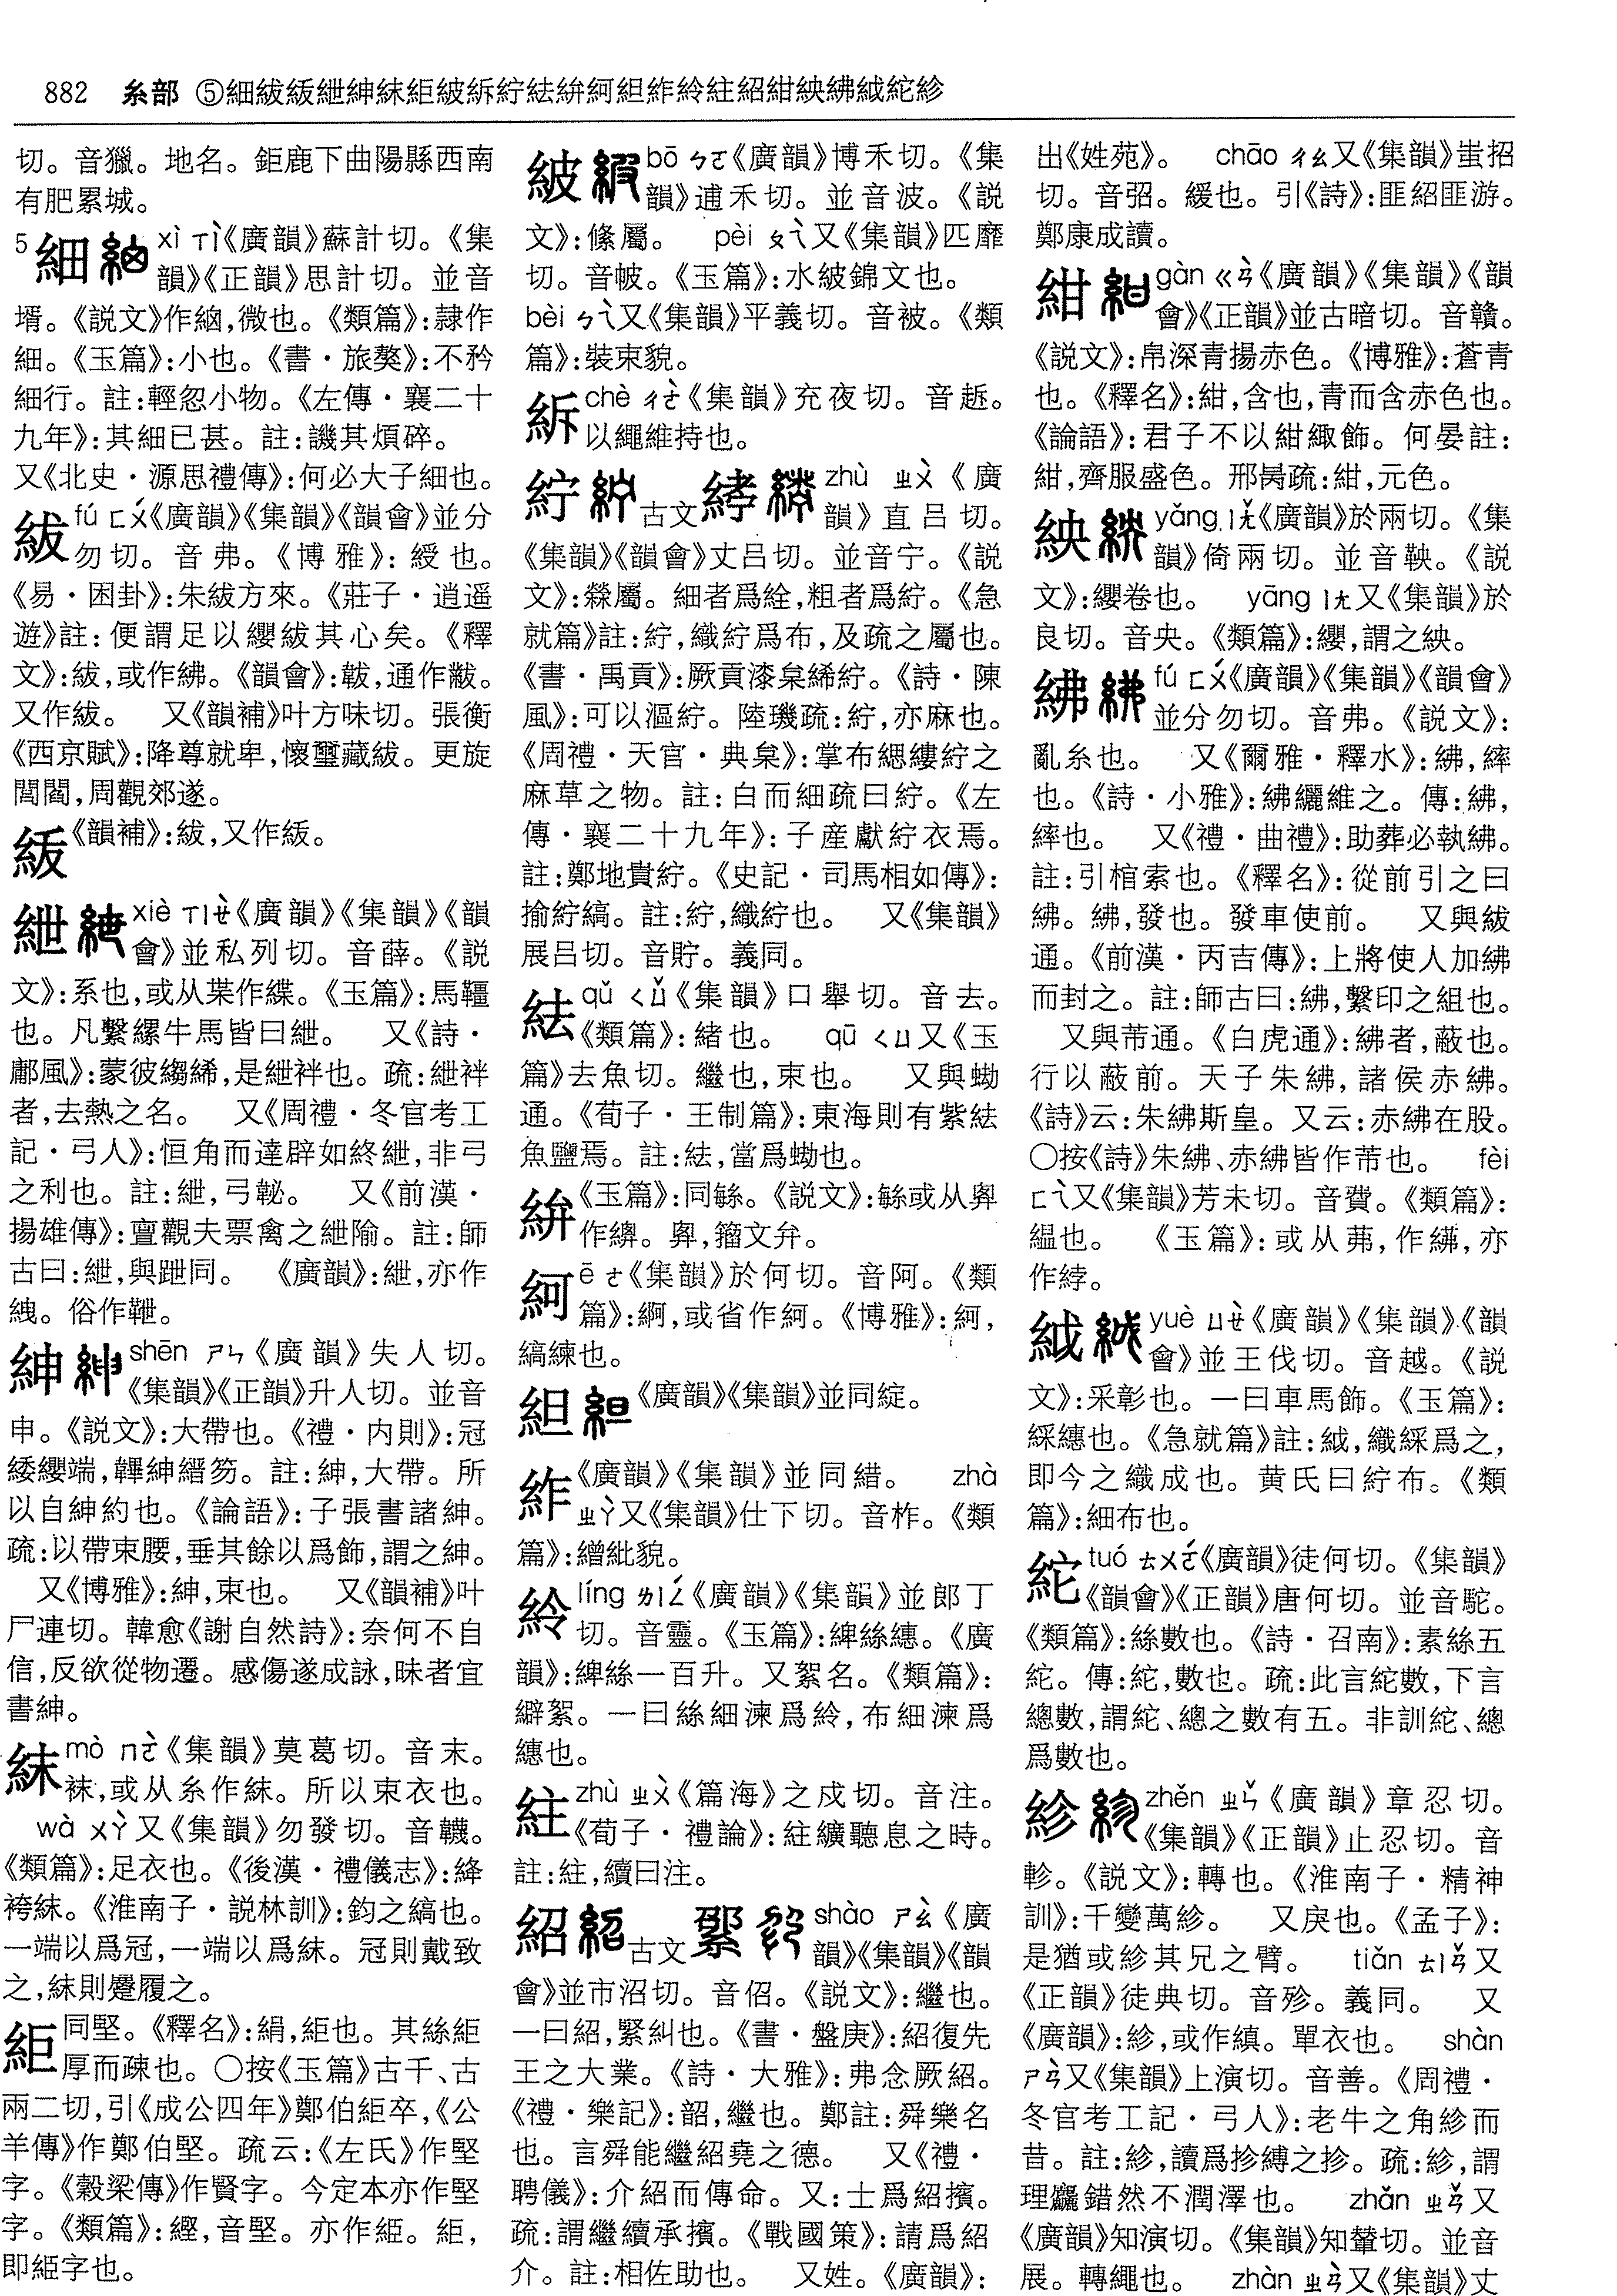 882 糸部 ⑤細紱紴紲紳紣絊紴䊼紵紶絣紽組紨紷紸紹紺紻紼絾紽紾
切。音獵。地名。鉅鹿下曲陽縣西南
有肥累城。
5 細 xì ㄒㄧˋ《廣韻》蘇計切。《集
韻》《正韻》思計切。並音
壻。《説文》作絪,微也。《類篇》:隷作
細。《玉篇》:小也。《書・旅獒》:不矜
細行。註:輕忽小物。《左傳・襄二十
九年》:其細已甚。註:譏其煩碎。
又《北史・源思禮傳》:何必大子細也。
紱 fú ㄈㄨˊ《廣韻》《集韻》《韻會》並分
勿切。音弗。《博雅》:綬也。
《易・困卦》:朱紱方來。《莊子・逍遥
遊》註:便謂足以纓紱其心矣。《釋
文》:紱,或作紼。《韻會》:韍,通作黻。
又作紱。 又《韻補》叶方味切。張衡
《西京賦》:降尊就卑,懷璽藏紱。更旋
閭閻,周觀郊遂。
《韻補》:紱,又作䋈。
紲 xiè ㄒㄧㄝˋ《廣韻》《集韻》《韻
會》並私列切。音薛。《説
文》:系也,或从枼作緤。《玉篇》:馬韁
也。凡繫縲牛馬皆曰紲。 又《詩・
鄘風》:蒙彼縐絺,是紲袢也。疏:紲袢
者,去熱之名。 又《周禮・冬官考工
記・弓人》:恒角而達辟如終紲,非弓
之利也。註:紲,弓䪐。 又《前漢・
揚雄傳》:亶觀夫票禽之紲隃。註:師
古曰:紲,與跇同。 《廣韻》:紲,亦作
絏。俗作靾。
紳 shēn ㄕㄣ《廣韻》失人切。
《集韻》《正韻》升人切。並音
申。《説文》:大帶也。《禮・内則》:冠
緌纓端,韠紳縉笏。註:紳,大帶。所
以自紳約也。《論語》:子張書諸紳。
疏:以帶束腰,垂其餘以爲飾,謂之紳。
又《博雅》:紳,束也。 又《韻補》叶
尸連切。韓愈《謝自然詩》:奈何不自
信,反欲從物遷。感傷遂成詠,昧者宜
書紳。
䋞 mò ㄇㄛˋ《集韻》莫葛切。音末。
袜,或从糸作䋞。所以束衣也。
wà ㄨㄚˋ又《集韻》勿發切。音韈。
《類篇》:足衣也。《後漢・禮儀志》:絳
袴䋞。《淮南子・説林訓》:鈞之縞也。
一端以爲冠,一端以爲䋞。冠則戴致
之,䋞則蹷履之。
䋎 同堅。《釋名》:絹,䋎也。其絲䋎
厚而疎也。〇按《玉篇》古千、古
兩二切,引《成公四年》鄭伯䋎卒,《公
羊傳》作鄭伯堅。疏云:《左氏》作堅
字。《穀梁傳》作賢字。今定本亦作堅
字。《類篇》:䌑,音堅。亦作䋗。䋎,
即䋗字也。
紴 bō ㄅㄛ《廣韻》博禾切。《集
韻》逋禾切。並音波。《説
文》:絛屬。 pèi ㄆㄟˋ又《集韻》匹靡
切。音帔。《玉篇》:水紴錦文也。
bèi ㄅㄟˋ又《集韻》平義切。音被。《類
篇》:裝束貌。
䊼 chè ㄔㄜˋ《集韻》充夜切。音趀。
以繩維持也。
紵 古文 zhù ㄓㄨˋ《廣
韻》直吕切。
《集韻》《韻會》丈吕切。並音宁。《説
文》:檾屬。細者爲絟,粗者爲紵。《急
就篇》註:紵,織紵爲布,及疏之屬也。
《書・禹貢》:厥貢漆枲絺紵。《詩・陳
風》:可以漚紵。陸璣疏:紵,亦麻也。
《周禮・天官・典枲》:掌布緦縷紵之
麻草之物。註:白而細疏曰紵。《左
傳・襄二十九年》:子産獻紵衣焉。
註:鄭地貴紵。《史記・司馬相如傳》:
揄紵縞。註:紵,織紵也。 又《集韻》
展吕切。音貯。義同。
紶 qǔ ㄑㄩˇ《集韻》口舉切。音去。
《類篇》:緒也。 qū ㄑㄩ又《玉
篇》去魚切。繼也,束也。 又與蚼
通。《荀子・王制篇》:東海則有紫紶
魚鹽焉。註:紶,當爲蚼也。
絣 《玉篇》:同緐。《説文》:緐或从𢍍
作䋣。𢍍,籀文弁。
䋍 ē ㄜ《集韻》於何切。音阿。《類
篇》:䋪,或省作䋍。《博雅》:䋍,
縞練也。
䋎 《廣韻》《集韻》並同綻。
䋏 《廣韻》《集韻》並同䊲。 zhà
ㄓㄚˋ又《集韻》仕下切。音柞。《類
篇》:繒紕貌。
紷 líng ㄌㄧㄥˊ《廣韻》《集韻》並郎丁
切。音靈。《玉篇》:綼絲繐。《廣
韻》:綼絲一百升。又絮名。《類篇》:
繲絮。一曰絲細湅爲紷,布細湅爲
繐也。
紸 zhù ㄓㄨˋ《篇海》之戍切。音注。
《荀子・禮論》:紸纊聽息之時。
註:紸,續曰注。
紹 古文 shào ㄕㄠˋ《廣
韻》《集韻》《韻
會》並市沼切。音佋。《説文》:繼也。
一曰紹,緊糾也。《書・盤庚》:紹復先
王之大業。《詩・大雅》:弗念厥紹。
《禮・樂記》:韶,繼也。鄭註:舜樂名
也。言舜能繼紹堯之德。 又《禮・
聘儀》:介紹而傳命。又:士爲紹擯。
疏:謂繼續承擯。《戰國策》:請爲紹
介。註:相佐助也。 又姓。《廣韻》:
出《姓苑》。 chāo ㄔㄠ又《集韻》蚩招
切。音弨。緩也。引《詩》:匪紹匪游。
鄭康成讀。
紺 gàn ㄍㄢˋ《廣韻》《集韻》《韻
會》《正韻》並古暗切。音贛。
《説文》:帛深青揚赤色。《博雅》:蒼青
也。《釋名》:紺,含也,青而含赤色也。
《論語》:君子不以紺緅飾。何晏註:
紺,齊服盛色。邢昺疏:紺,元色。
紻 yǎng ㄧㄤˇ《廣韻》於兩切。《集
韻》倚兩切。並音鞅。《説
文》:纓卷也。 yāng ㄧㄤ又《集韻》於
良切。音央。《類篇》:纓,謂之紻。
紼 fú ㄈㄨˊ《廣韻》《集韻》《韻會》
並分勿切。音弗。《説文》:
亂糸也。 又《爾雅・釋水》:紼,繂
也。《詩・小雅》:紼纚維之。傳:紼,
繂也。 又《禮・曲禮》:助葬必執紼。
註:引棺索也。《釋名》:從前引之曰
紼。紼,發也。發車使前。 又與紱
通。《前漢・丙吉傳》:上將使人加紼
而封之。註:師古曰:紼,繫印之組也。
又與芾通。《白虎通》:紼者,蔽也。
行以蔽前。天子朱紼,諸侯赤紼。
《詩》云:朱紼斯皇。又云:赤紼在股。
〇按《詩》朱紼、赤紼皆作芾也。 fèi
ㄈㄟˋ又《集韻》芳未切。音費。《類篇》:
緼也。 《玉篇》:或从茀,作䋨,亦
作綍。
䋐 yuè ㄩㄝˋ《廣韻》《集韻》《韻
會》並王伐切。音越。《説
文》:采彰也。一曰車馬飾。《玉篇》:
綵繐也。《急就篇》註:䋐,織綵爲之,
即今之織成也。黄氏曰紵布。《類
篇》:細布也。
紽 tuó ㄊㄨㄛˊ《廣韻》徒何切。《集韻》
《韻會》《正韻》唐何切。並音駝。
《類篇》:絲數也。《詩・召南》:素絲五
紽。傳:紽,數也。疏:此言紽數,下言
總數,謂紽、總之數有五。非訓紽、總
爲數也。
紾 zhěn ㄓㄣˇ《廣韻》章忍切。
《集韻》《正韻》止忍切。音
軫。《説文》:轉也。《淮南子・精神
訓》:千變萬紾。 又戾也。《孟子》:
是猶或紾其兄之臂。 tiǎn ㄊㄧㄢˇ又
《正韻》徒典切。音殄。義同。 又
《廣韻》:紾,或作縝。單衣也。 shàn
ㄕㄢˋ又《集韻》上演切。音善。《周禮・
冬官考工記・弓人》:老牛之角紾而
昔。註:紾,讀爲抮縛之抮。疏:紾,謂
理麤錯然不潤澤也。 zhǎn ㄓㄢˇ又
《廣韻》知演切。《集韻》知輦切。並音
展。轉繩也。 zhàn ㄓㄢˋ又《集韻》丈